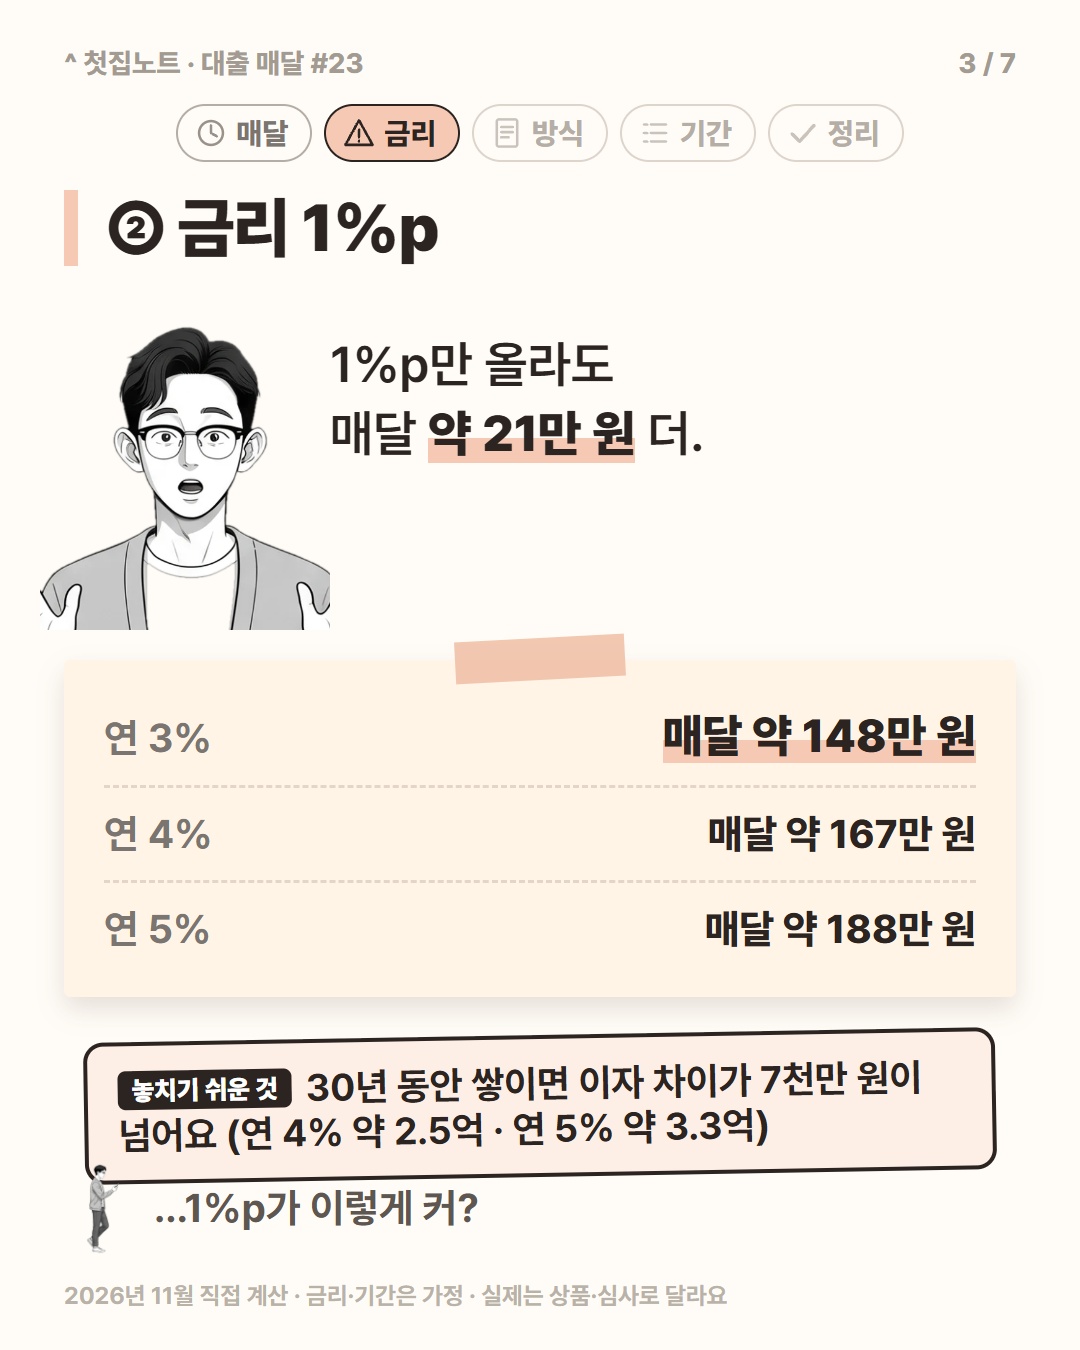 ^ 첫집노트 · 대출 매달 #23
3 / 7
매달
금리
방식
기간
정리
② 금리 1%p
1%p만 올라도
매달 약 21만 원 더.
연 3%
매달 약 148만 원
연 4%
매달 약 167만 원
연 5%
매달 약 188만 원
놓치기 쉬운 것 30년 동안 쌓이면 이자 차이가 7천만 원이
넘어요 (연 4% 약 2.5억 · 연 5% 약 3.3억)
...1%p가 이렇게 커?
2026년 11월 직접 계산 · 금리·기간은 가정 · 실제는 상품·심사로 달라요